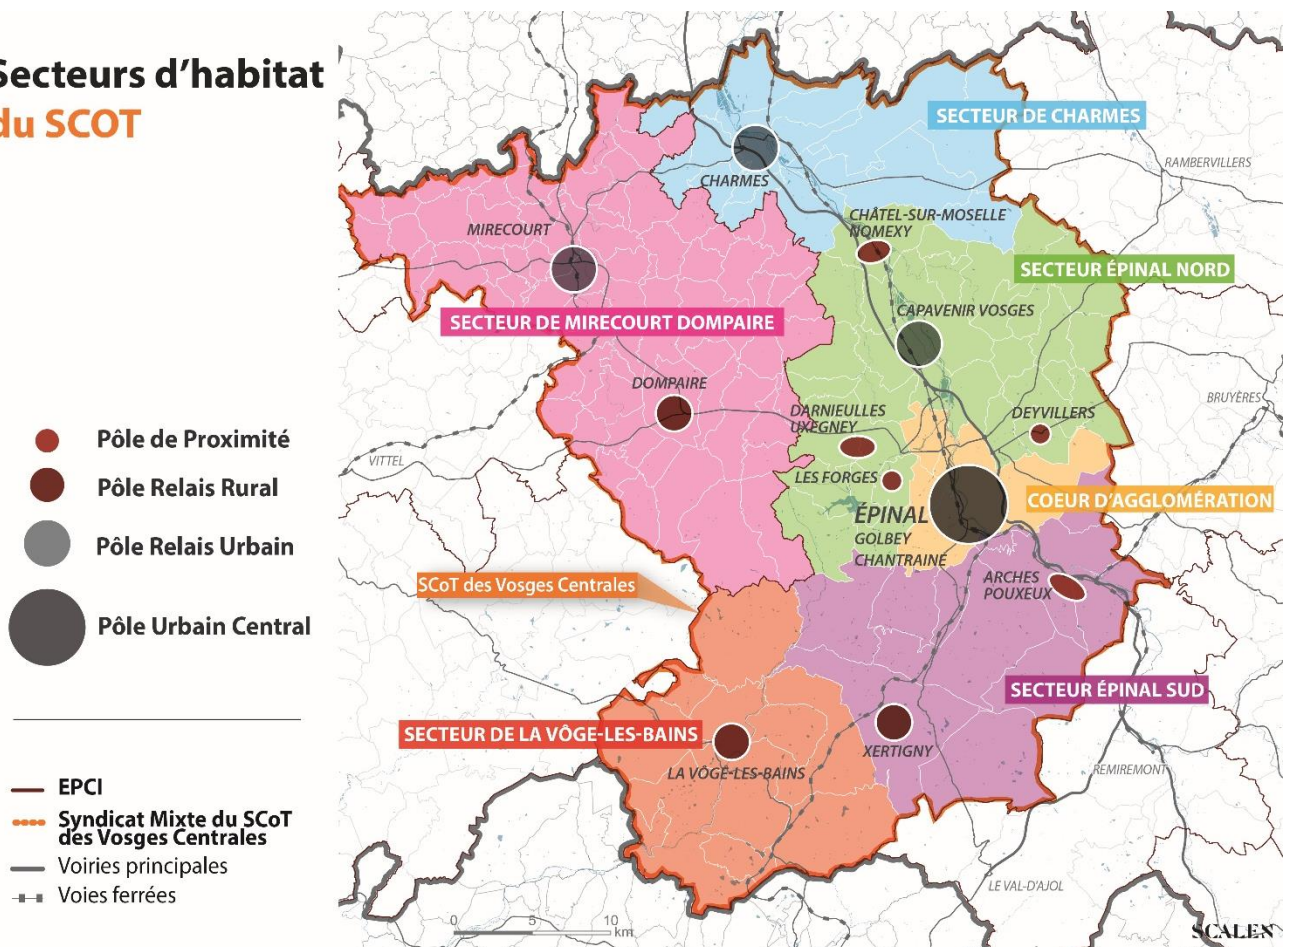 Secteurs d'habitat
du SCOT
Pôle de Proximité
Pôle Relais Rural
Pôle Relais Urbain
Pôle Urbain Central
EPCI
Syndicat Mixte du SCoT
des Vosges Centrales
Voiries principales
Voies ferrées
SECTEUR DE CHARMES
RAMBERVILLERS
CHARMES
CHÂTEL-SUR-MOSELLE
NOMEXY
MIRECOURT
SECTEUR ÉPINAL NORD
CAPAVENIR VOSGES
SECTEUR DE MIRECOURT DOMPAIRE
DOMPAIRE
BRUYÈRES
DARNIEULLES
UXEGNEY
DEYVILLERS
VITTEL
LES FORGES
COEUR D'AGGLOMÉRATION
ÉPINAL
GOLBEY
CHANTRAINE
SCoT des Vosges Centrales
ARCHES
POUXEUX
SECTEUR ÉPINAL SUD
SECTEUR DE LA VÔGE-LES-BAINS
XERTIGNY
LA VÔGE-LES-BAINS
REMIREMONT
LE VAL-D'AJOL
0 5 10
km
SCALEN